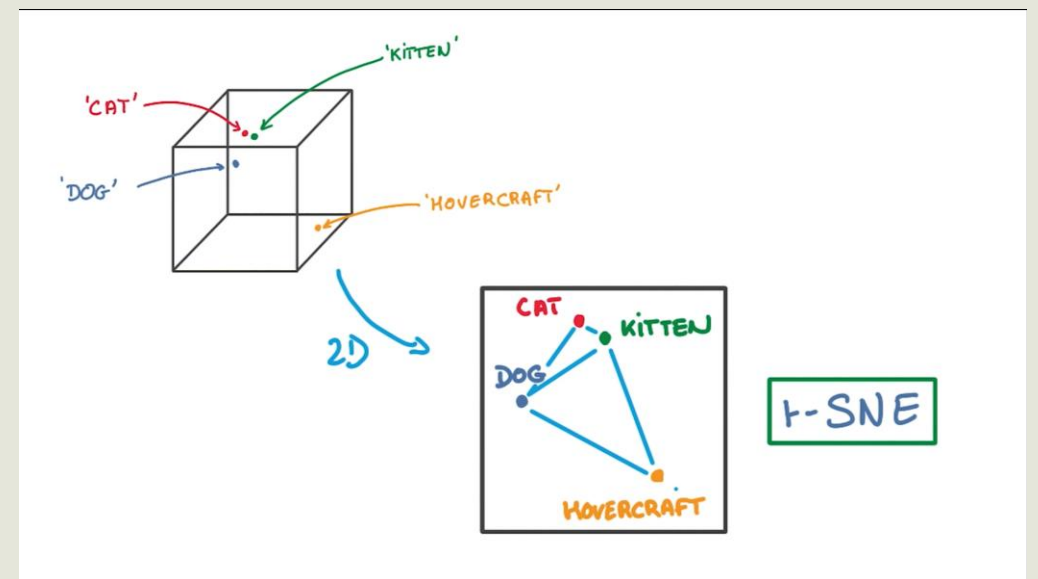 'KITTEN'
'CAT'
'DOG'
'HOVERCRAFT'
2D
CAT
KITTEN
DOG
HOVERCRAFT
t-SNE